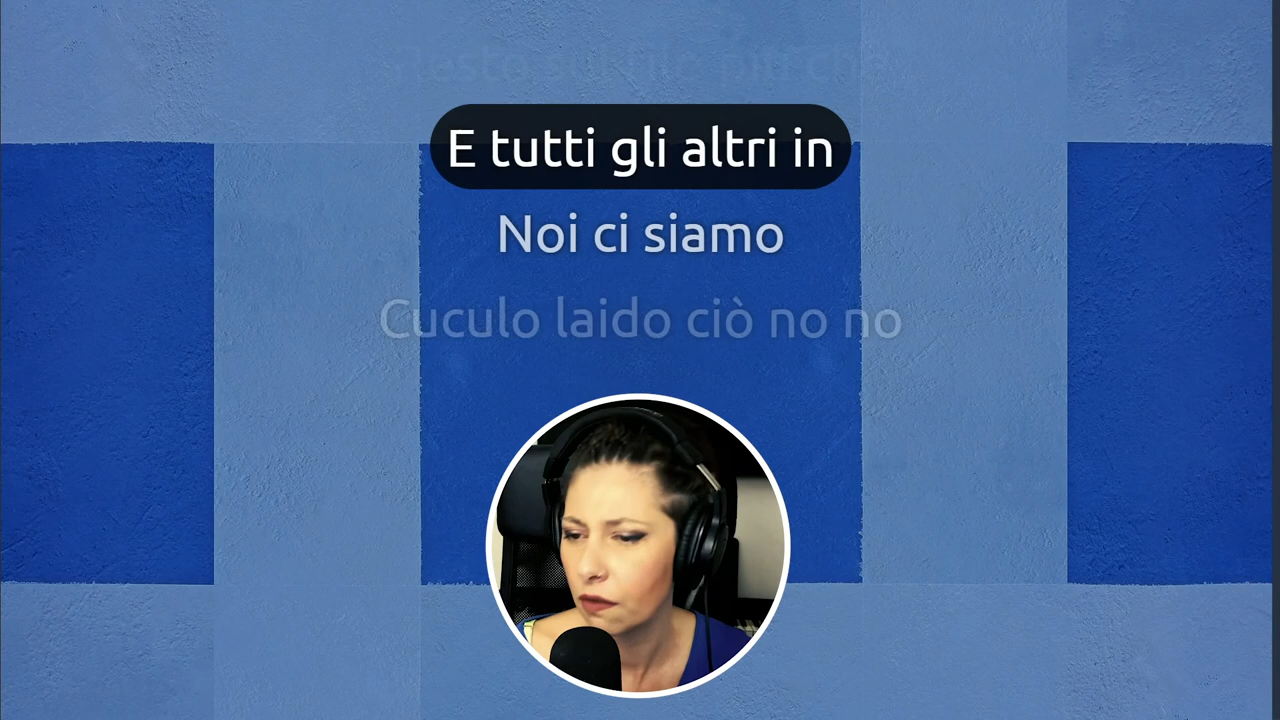 E tutti gli altri in
Noi ci siamo
Cuculo laido ciò no no